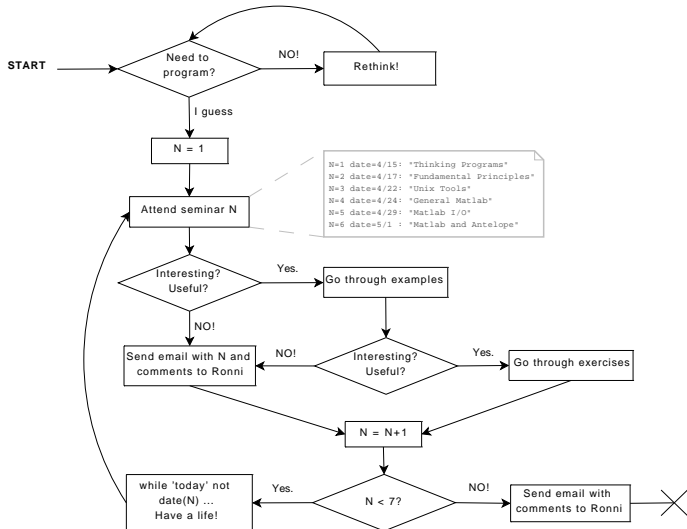 START
Need to
program?
NO!
Rethink!
I guess
N = 1
Attend seminar N
N=1 date=4/15: "Thinking Programs"
N=2 date=4/17: "Fundamental Principles"
N=3 date=4/22: "Unix Tools"
N=4 date=4/24: "General Matlab"
N=5 date=4/29: "Matlab I/O"
N=6 date=5/1 : "Matlab and Antelope"
Interesting?
Useful?
Yes.
Go through examples
NO!
Send email with N and
comments to Ronni
NO!
Interesting?
Useful?
Yes.
Go through exercises
N = N+1
while 'today' not
date(N) ...
Have a life!
Yes.
N < 7?
NO!
Send email with
comments to Ronni